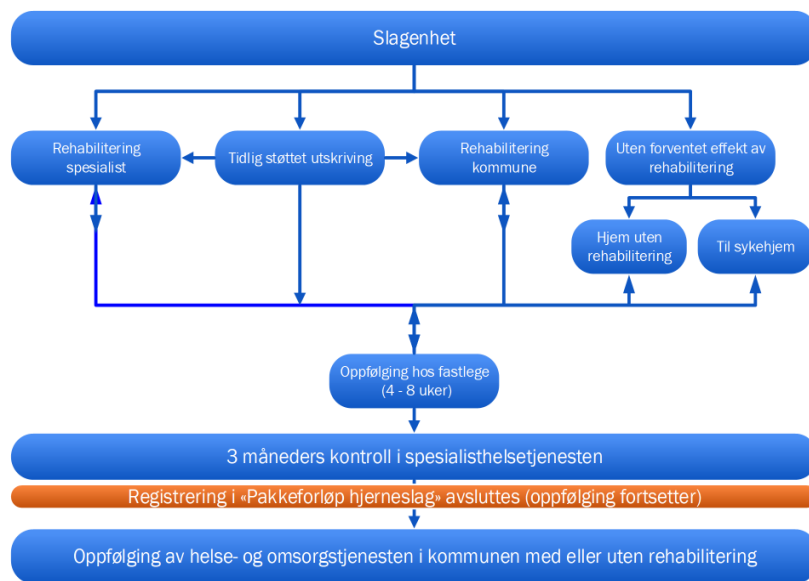 Slagenhet
Rehabilitering
spesialist
Tidlig støttet utskriving
Rehabilitering
kommune
Uten forventet effekt av
rehabilitering
Hjem uten
rehabilitering
Til sykehjem
Oppfølging hos fastlege
(4 - 8 uker)
3 måneders kontroll i spesialisthelsetjenesten
Registrering i «Pakkeforløp hjerneslag» avsluttes (oppfølging fortsetter)
Oppfølging av helse- og omsorgstjenesten i kommunen med eller uten rehabilitering